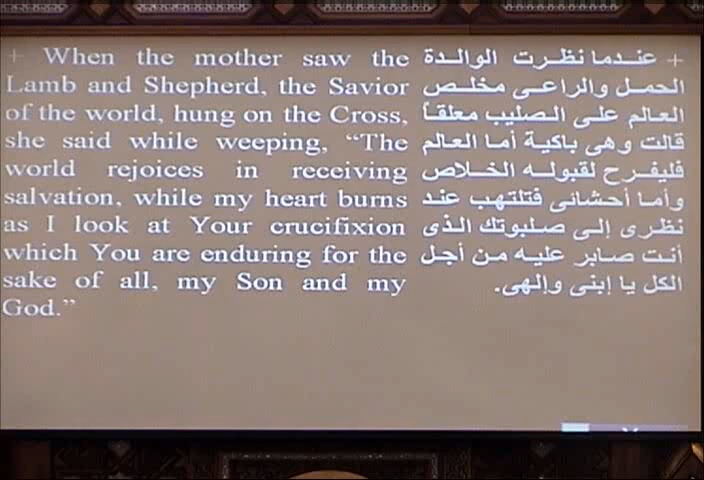 + When the mother saw the
Lamb and Shepherd, the Savior
of the world, hung on the Cross,
she said while weeping, “The
world rejoices in receiving
salvation, while my heart burns
as I look at Your crucifixion
which You are enduring for the
sake of all, my Son and my
God.”
+ عندما نظرت الوالدة
الحمل والراعى مخلص
العالم على الصليب معلقاً
قالت وهى باكية أما العالم
فليفرح لقبوله الخلاص
وأما أحشائى فتلتهب عند
نظرى إلى صلبوتك الذى
أنت صابر عليه من أجل
الكل يا إبنى وإلهى.